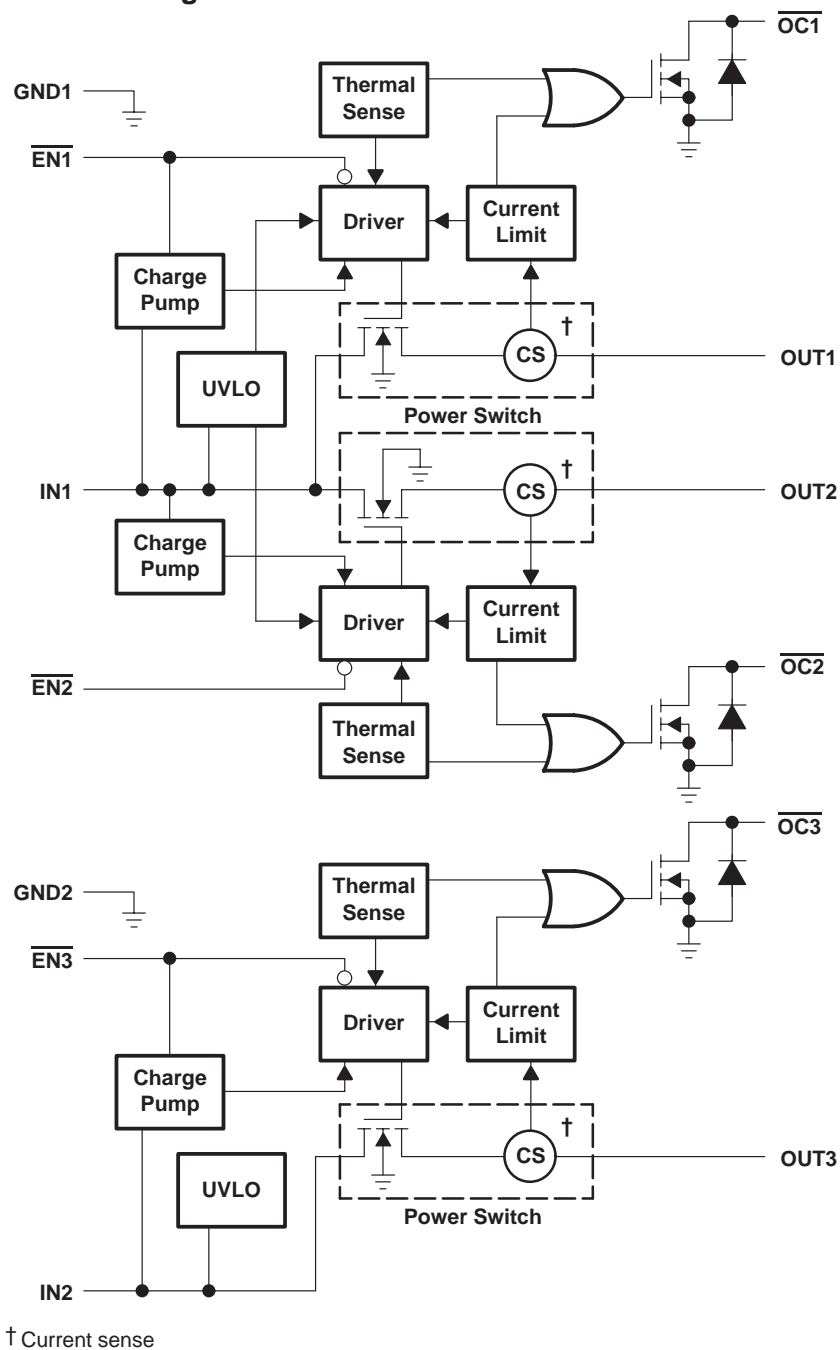 OC1
Thermal
Sense
GND1
EN1
Driver
Current
Limit
Charge
Pump
†
CS
OUT1
UVLO
Power Switch
†
IN1
CS
OUT2
Charge
Pump
Driver
Current
Limit
OC2
EN2
Thermal
Sense
OC3
Thermal
Sense
GND2
EN3
Driver
Current
Limit
Charge
Pump
†
CS
OUT3
UVLO
Power Switch
IN2
† Current sense